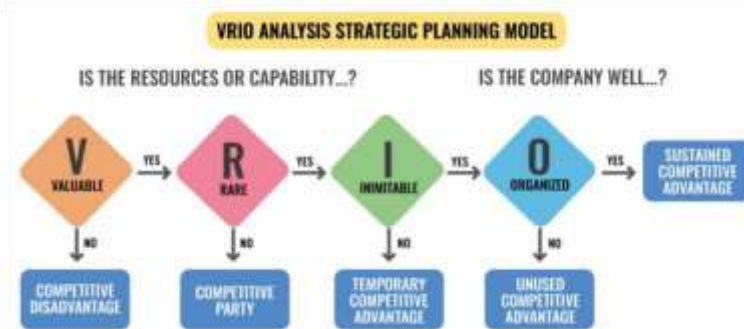 VRIO ANALYSIS STRATEGIC PLANNING MODEL
IS THE RESOURCES OR CAPABILITY...?
IS THE COMPANY WELL...?
V
VALUABLE
YES
R
RARE
YES
I
INIMITABLE
YES
O
ORGANIZED
YES
SUSTAINED
COMPETITIVE
ADVANTAGE
NO
NO
NO
NO
COMPETITIVE
DISADVANTAGE
COMPETITIVE
PARTY
TEMPORARY
COMPETITIVE
ADVANTAGE
UNUSED
COMPETITIVE
ADVANTAGE